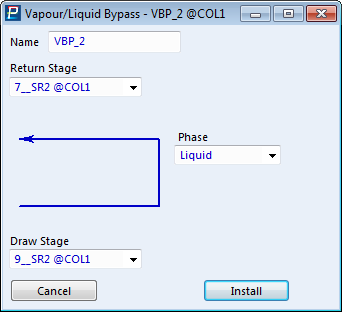 Vapour/Liquid Bypass - VBP_2 @COL1
Name VBP_2
Return Stage
7__SR2 @COL1
Phase
Liquid
Draw Stage
9__SR2 @COL1
Cancel Install